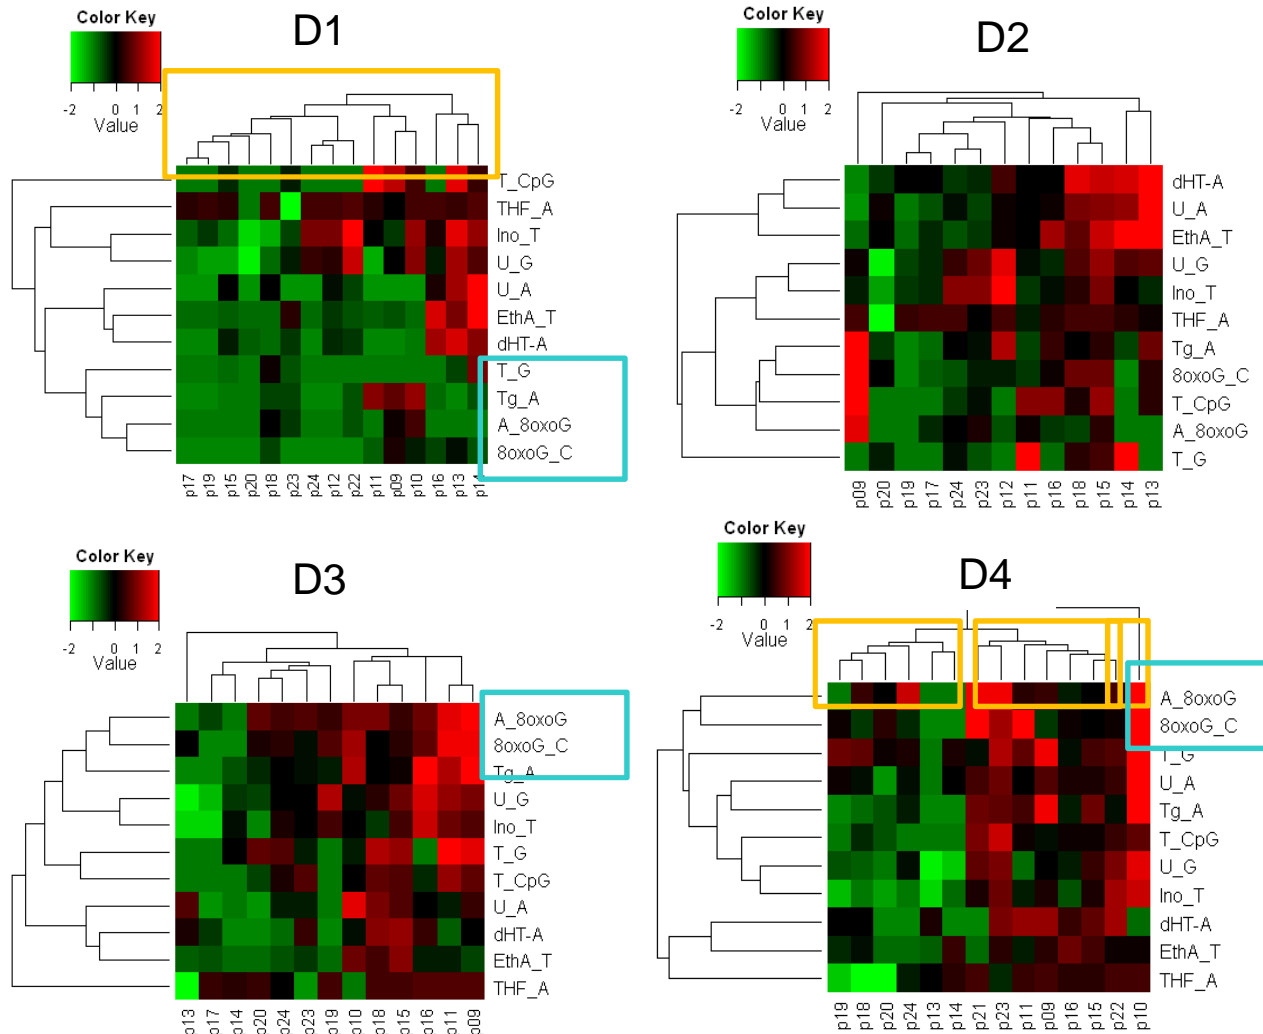 Color Key
D1
-2 0 1 2
Value
T_CpG
THF_A
Ino_T
U_G
U_A
EthA_T
dHT-A
T_G
Tg_A
A_8oxoG
8oxoG_C
p17 p19 p15 p20 p18 p23 p24 p12 p22 p11 p09 p10 p16 p13 p14
Color Key
D2
-2 0 1 2
Value
dHT-A
U_A
EthA_T
U_G
Ino_T
THF_A
Tg_A
8oxoG_C
T_CpG
A_8oxoG
T_G
p09 p20 p19 p17 p24 p23 p12 p11 p16 p18 p15 p14 p13
Color Key
D3
-2 0 1 2
Value
A_8oxoG
8oxoG_C
Tg_A
U_G
Ino_T
T_G
T_CpG
U_A
dHT-A
EthA_T
THF_A
p13 p17 p14 p20 p24 p23 p19 p10 p18 p15 p16 p11 p09
Color Key
D4
-2 0 1 2
Value
A_8oxoG
8oxoG_C
T_G
U_A
Tg_A
T_CpG
U_G
Ino_T
dHT-A
EthA_T
THF_A
p19 p18 p20 p24 p13 p14 p21 p23 p11 p09 p16 p15 p22 p10